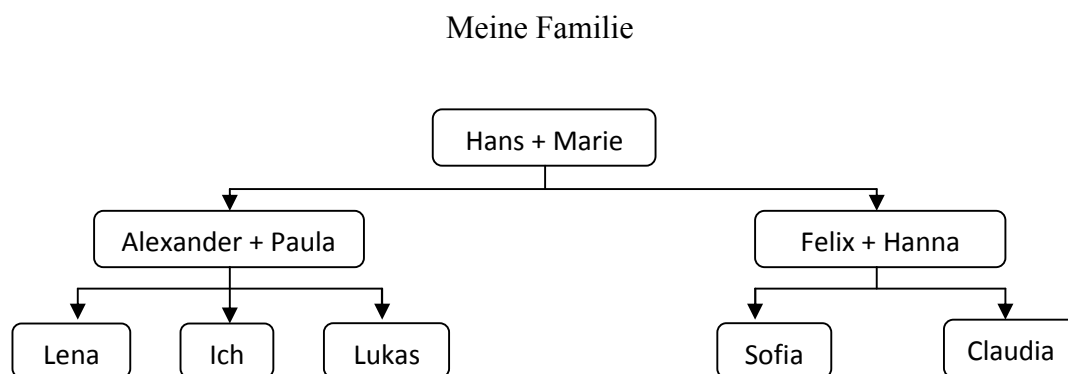 Meine Familie
Hans + Marie
Alexander + Paula
Felix + Hanna
Lena
Ich
Lukas
Sofia
Claudia